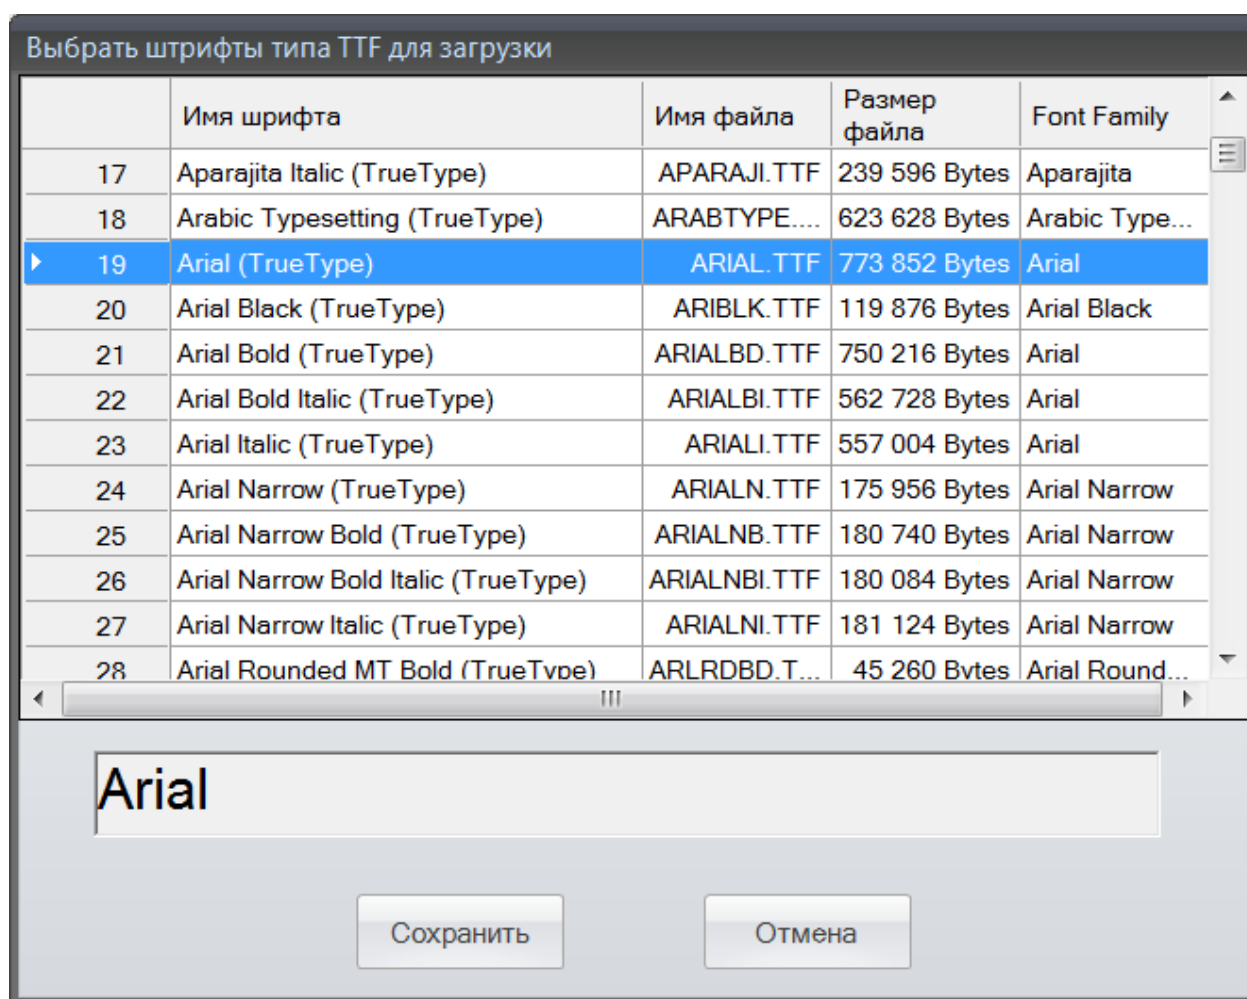 Выбрать штрифты типа TTF для загрузки
Имя шрифта Имя файла Размер файла Font Family
17 Aparajita Italic (TrueType) APARAJI.TTF 239 596 Bytes Aparajita
18 Arabic Typesetting (TrueType) ARABTYPE.... 623 628 Bytes Arabic Type...
19 Arial (TrueType) ARIAL.TTF 773 852 Bytes Arial
20 Arial Black (TrueType) ARIBLK.TTF 119 876 Bytes Arial Black
21 Arial Bold (TrueType) ARIALBD.TTF 750 216 Bytes Arial
22 Arial Bold Italic (TrueType) ARIALBI.TTF 562 728 Bytes Arial
23 Arial Italic (TrueType) ARIALI.TTF 557 004 Bytes Arial
24 Arial Narrow (TrueType) ARIALN.TTF 175 956 Bytes Arial Narrow
25 Arial Narrow Bold (TrueType) ARIALNB.TTF 180 740 Bytes Arial Narrow
26 Arial Narrow Bold Italic (TrueType) ARIALNBI.TTF 180 084 Bytes Arial Narrow
27 Arial Narrow Italic (TrueType) ARIALNI.TTF 181 124 Bytes Arial Narrow
28 Arial Rounded MT Bold (TrueType) ARLRDBD.T... 45 260 Bytes Arial Round...
Arial
Сохранить Отмена